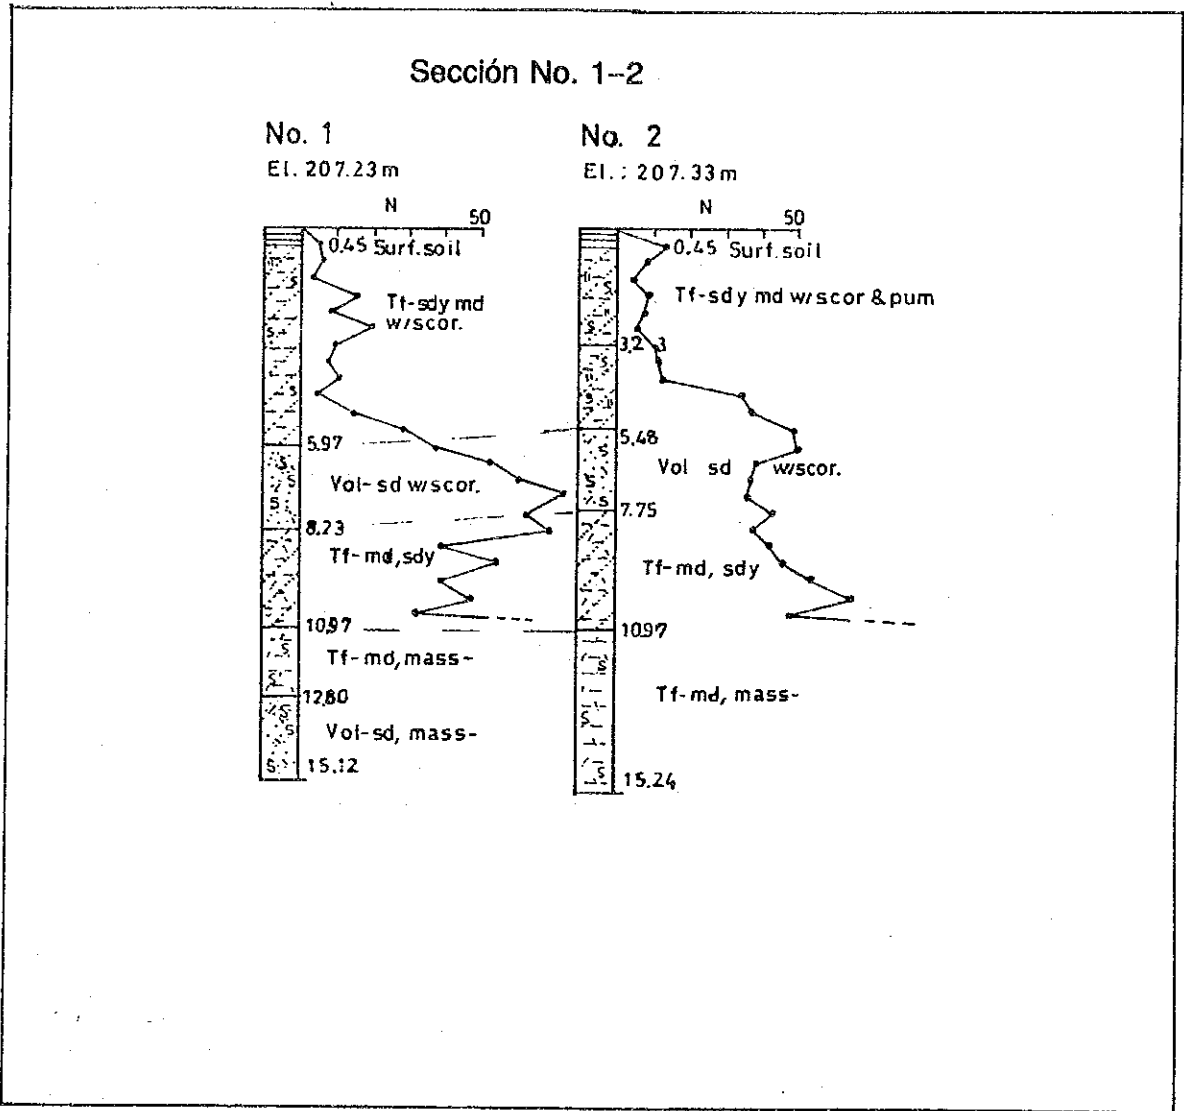 Sección No. 1--2
No. 1
El. 207.23 m
N
50
0.45 Surf. soil
Tf-sdy md
w/scor.
5.97
Vol-sd w/scor.
8.23
Tf-md, sdy
10.97
Tf-md, mass-
12.80
Vol-sd, mass-
15.12
No. 2
El. : 207.33 m
N
50
0.45 Surf. soil
Tf-sdy md w/scor & pum
3.2 3
5.48
Vol sd w/scor.
7.75
Tf-md, sdy
10.97
Tf-md, mass-
15.24